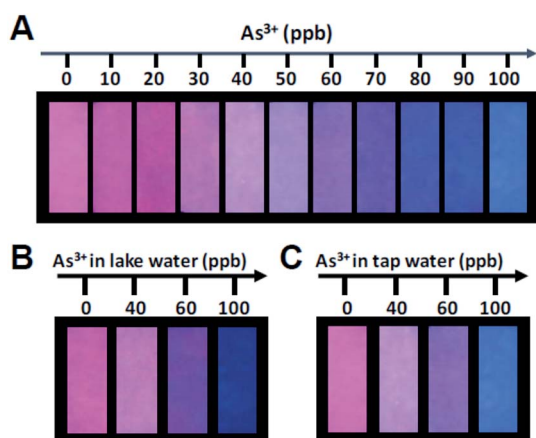 A
As³⁺ (ppb)
0 10 20 30 40 50 60 70 80 90 100
B
As³⁺ in lake water (ppb)
0 40 60 100
C
As³⁺ in tap water (ppb)
0 40 60 100